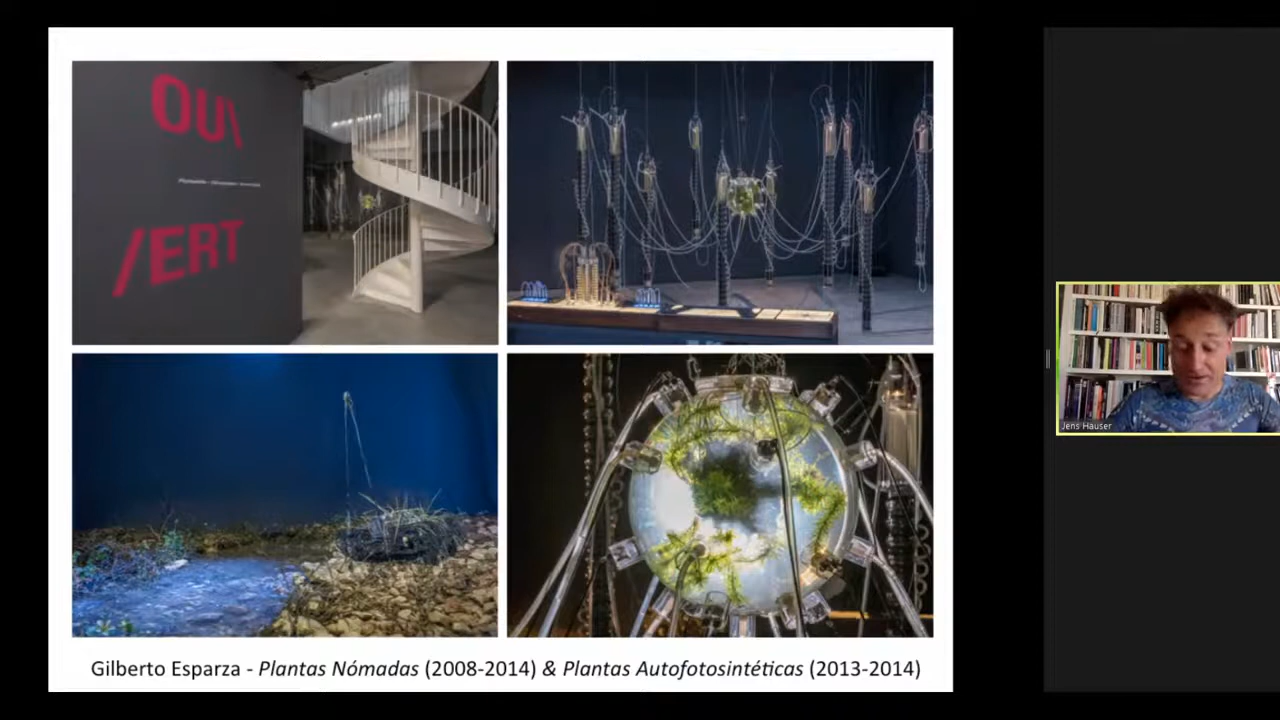 OU\
/ERT
Gilberto Esparza - Plantas Nómadas (2008-2014) & Plantas Autofotosintéticas (2013-2014)
Jens Hauser